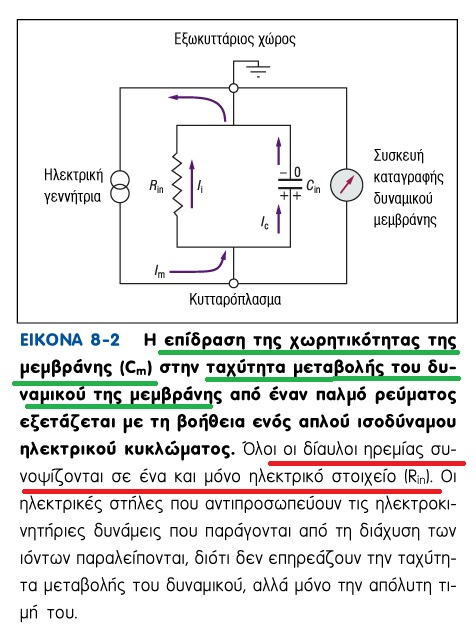 Εξωκυττάριος χώρος
Ηλεκτρική
γεννήτρια
Rin
Ii
− 0
+ +
Cin
Ic
Συσκευή
καταγραφής
δυναμικού
μεμβράνης
Im
Κυτταρόπλασμα
ΕΙΚΟΝΑ 8-2 Η επίδραση της χωρητικότητας της
μεμβράνης (Cm) στην ταχύτητα μεταβολής του δυ-
ναμικού της μεμβράνης από έναν παλμό ρεύματος
εξετάζεται με τη βοήθεια ενός απλού ισοδύναμου
ηλεκτρικού κυκλώματος. Όλοι οι δίαυλοι ηρεμίας συ-
νοψίζονται σε ένα και μόνο ηλεκτρικό στοιχείο (Rin). Οι
ηλεκτρικές στήλες που αντιπροσωπεύουν τις ηλεκτροκι-
νητήριες δυνάμεις που παράγονται από τη διάχυση των
ιόντων παραλείπονται, διότι δεν επηρεάζουν την ταχύτη-
τα μεταβολής του δυναμικού, αλλά μόνο την απόλυτη τι-
μή του.